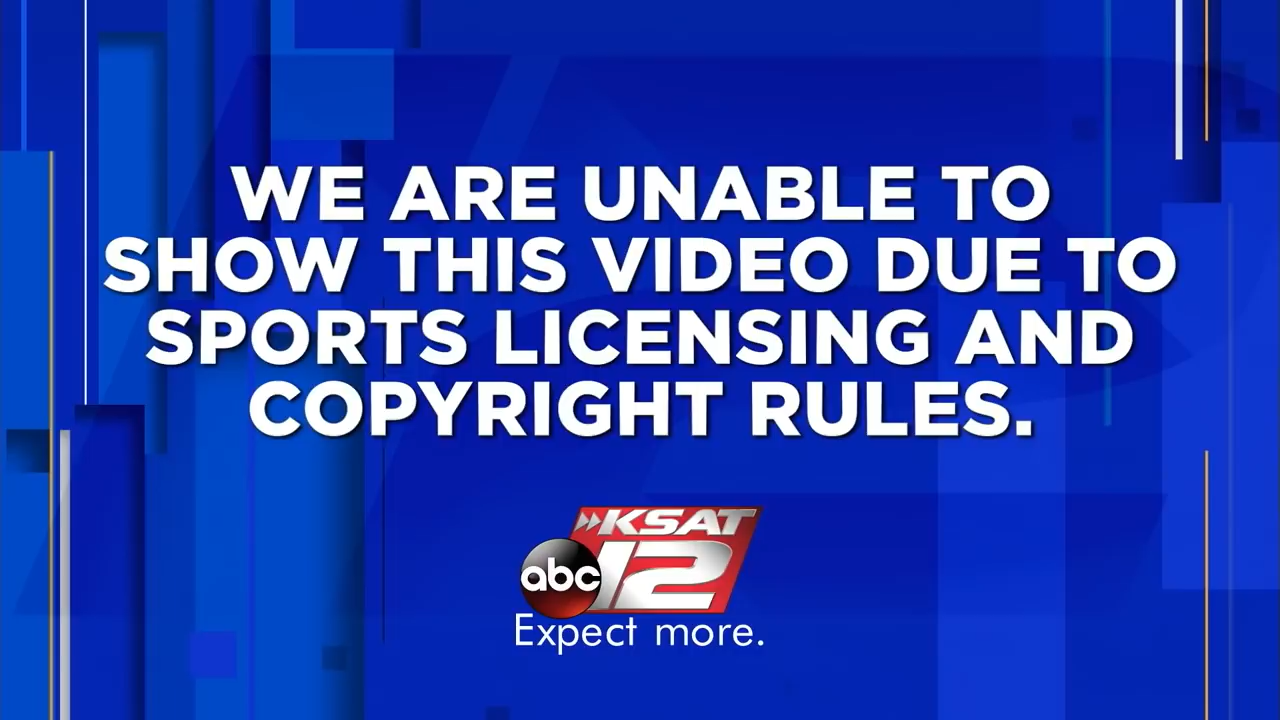 WE ARE UNABLE TO
SHOW THIS VIDEO DUE TO
SPORTS LICENSING AND
COPYRIGHT RULES.
KSAT
abc 12
Expect more.